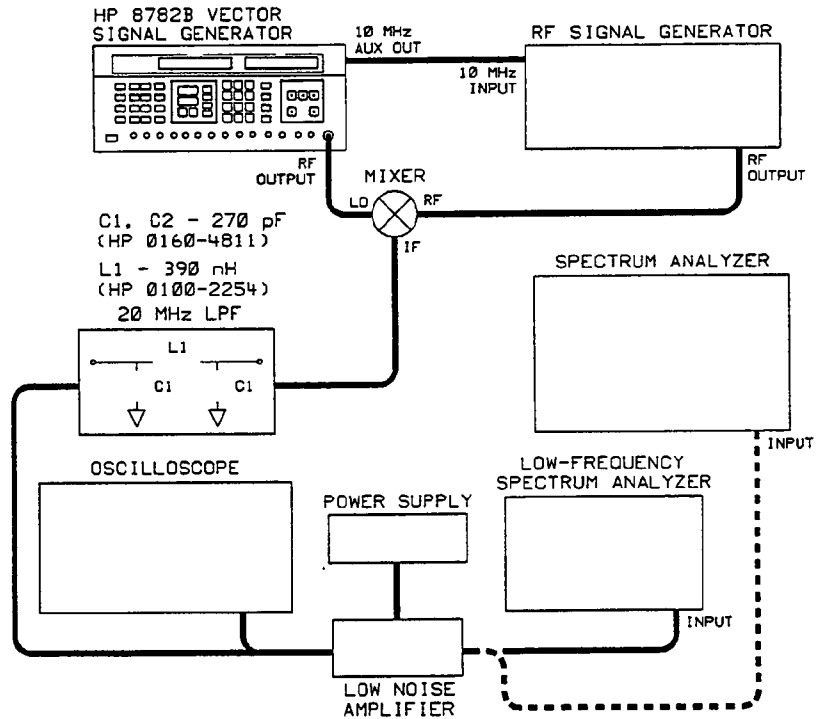 HP 8782B VECTOR
SIGNAL GENERATOR
10 MHz
AUX OUT
RF SIGNAL GENERATOR
10 MHz
INPUT
RF
OUTPUT
MIXER
RF
OUTPUT
LO
RF
IF
C1, C2 - 270 pF
(HP 0160-4811)
L1 - 390 nH
(HP 0100-2254)
20 MHz LPF
L1
C1
C1
SPECTRUM ANALYZER
INPUT
OSCILLOSCOPE
POWER SUPPLY
LOW-FREQUENCY
SPECTRUM ANALYZER
INPUT
LOW NOISE
AMPLIFIER